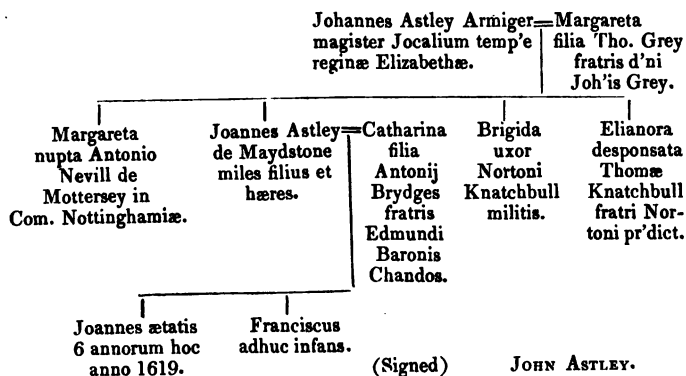 Johannes Astley Armiger=Margareta
magister Jocalium temp'e filia Tho. Grey
reginæ Elizabethæ. fratris d'ni
Joh'is Grey.
Margareta
nupta Antonio
Nevill de
Mottersey in
Com. Nottinghamiæ.
Joannes Astley=Catharina
de Maydstone
miles filius et
hæres.
filia
Antonij
Brydges
fratris
Edmundi
Baronis
Chandos.
Brigida
uxor
Nortoni
Knatchbull
militis.
Elianora
desponsata
Thomæ
Knatchbull
fratri Nor-
toni pr'dict.
Joannes ætatis
6 annorum hoc
anno 1619.
Franciscus
adhuc infans.
(Signed) JOHN ASTLEY.